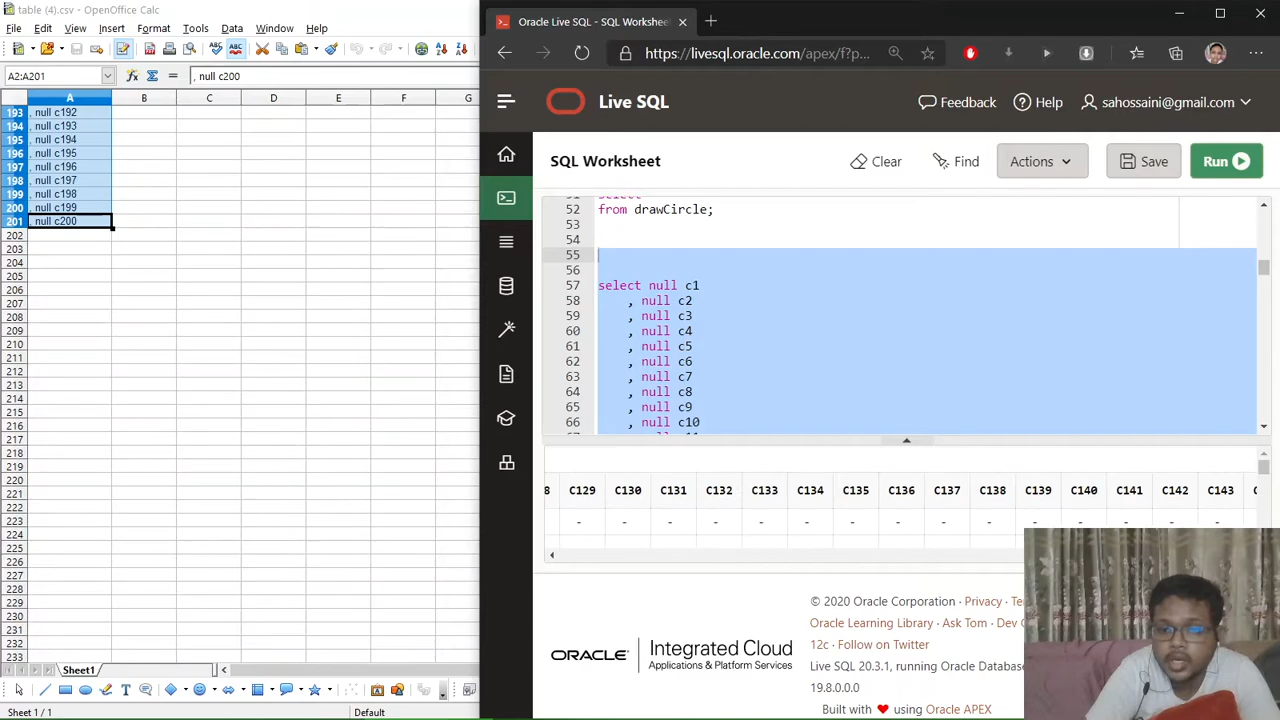 table (4).csv - OpenOffice Calc
File Edit View Insert Format Tools Data Window Help
A2:A201
, null c200
A B C D E F G
193 , null c192
194 , null c193
195 , null c194
196 , null c195
197 , null c196
198 , null c197
199 , null c198
200 , null c199
201 , null c200
202
203
204
205
206
207
208
209
210
211
212
213
214
215
216
217
218
219
220
221
222
223
224
225
226
227
228
229
230
231
232
233
Sheet1
Sheet 1 / 1
Default
Oracle Live SQL - SQL Workshee
https://livesql.oracle.com/apex/f?p...
Live SQL
Feedback Help sahossaini@gmail.com
SQL Worksheet
Clear Find Actions Save Run
52 from drawCircle;
53
54
55
56
57 select null c1
58 , null c2
59 , null c3
60 , null c4
61 , null c5
62 , null c6
63 , null c7
64 , null c8
65 , null c9
66 , null c10
8 C129 C130 C131 C132 C133 C134 C135 C136 C137 C138 C139 C140 C141 C142 C143
- - - - - - - - - - - - - - -
© 2020 Oracle Corporation · Privacy · Te
Oracle Learning Library · Ask Tom · Dev
12c · Follow on Twitter
Live SQL 20.3.1, running Oracle Database
19.8.0.0.0
Built with ❤ using Oracle APEX
ORACLE Integrated Cloud
Applications & Platform Services